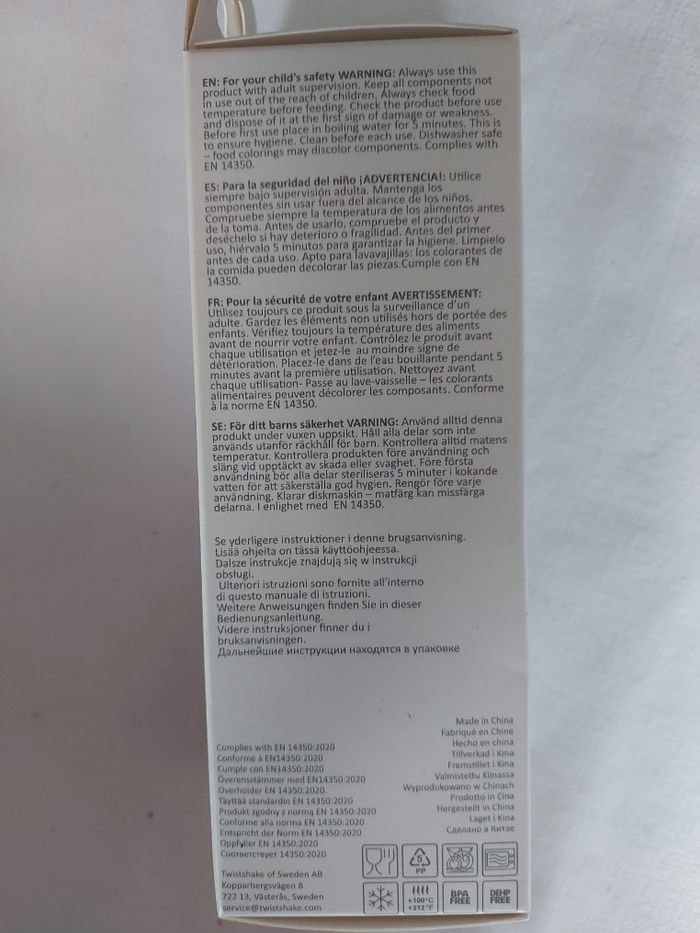 EN: For your child's safety WARNING: Always use this
product with adult supervision. Keep all components not
in use out of the reach of children. Always check food
temperature before feeding. Check the product before use
and dispose of it at the first sign of damage or weakness.
Before first use place in boiling water for 5 minutes. This is
to ensure hygiene. Clean before each use. Dishwasher safe
– food colorings may discolor components. Complies with
EN 14350.
ES: Para la seguridad del niño ¡ADVERTENCIA!: Utilice
siempre bajo supervisión adulta. Mantenga los
componentes sin usar fuera del alcance de los niños.
Compruebe siempre la temperatura de los alimentos antes
de la toma. Antes de usarlo, compruebe el producto y
deséchelo si hay deterioro o fragilidad. Antes del primer
uso, hiérvalo 5 minutos para garantizar la higiene. Límpielo
antes de cada uso. Apto para lavavajillas: los colorantes de
la comida pueden decolorar las piezas.Cumple con EN
14350.
FR: Pour la sécurité de votre enfant AVERTISSEMENT:
Utilisez toujours ce produit sous la surveillance d'un
adulte. Gardez les éléments non utilisés hors de portée des
enfants. Vérifiez toujours la température des aliments
avant de nourrir votre enfant. Contrôlez le produit avant
chaque utilisation et jetez-le au moindre signe de
détérioration. Placez-le dans de l'eau bouillante pendant 5
minutes avant la première utilisation. Nettoyez avant
chaque utilisation- Passe au lave-vaisselle – les colorants
alimentaires peuvent décolorer les composants. Conforme
à la norme EN 14350.
SE: För ditt barns säkerhet VARNING: Använd alltid denna
produkt under vuxen uppsikt. Håll alla delar som inte
används utanför räckhåll för barn. Kontrollera alltid matens
temperatur. Kontrollera produkten före användning och
släng vid upptäckt av skada eller svaghet. Före första
användning bör alla delar steriliseras 5 minuter i kokande
vatten för att säkerställa god hygien. Rengör före varje
användning. Klarar diskmaskin – matfärg kan missfärga
delarna. I enlighet med EN 14350.
Se yderligere instruktioner i denne brugsanvisning.
Lisää ohjeita on tässä käyttöohjeessa.
Dalsze instrukcje znajdują się w instrukcji
obsługi.
Ulteriori istruzioni sono fornite all'interno
di questo manuale di istruzioni.
Weitere Anweisungen finden Sie in dieser
Bedienungsanleitung.
Videre instruksjoner finner du i
bruksanvisningen.
Дальнейшие инструкции находятся в упаковке
Complies with EN 14350:2020
Conforme à EN14350:2020
Cumple con EN14350:2020
Överensstämmer med EN14350:2020
Overholder EN 14350:2020
Täyttää standardin EN 14350:2020
Produkt zgodny z normą EN 14350:2020
Conforme alla norma EN 14350:2020
Entspricht der Norm EN 14350:2020
Oppfyller EN 14350:2020
Соответсвует 14350:2020
Twistshake of Sweden AB
Kopparbergsvägen 8
722 13, Västerås, Sweden
service@twistshake.com
Made in China
Fabriqué en Chine
Hecho en china
Tillverkad i Kina
Fremstillet i Kina
Valmistettu Kiinassa
Wyprodukowano w Chinach
Prodotto in Cina
Hergestellt in China
Laget i Kina
Сделано в Китае
5
PP
+100°C
+212°F
BPA
FREE
DEHP
FREE